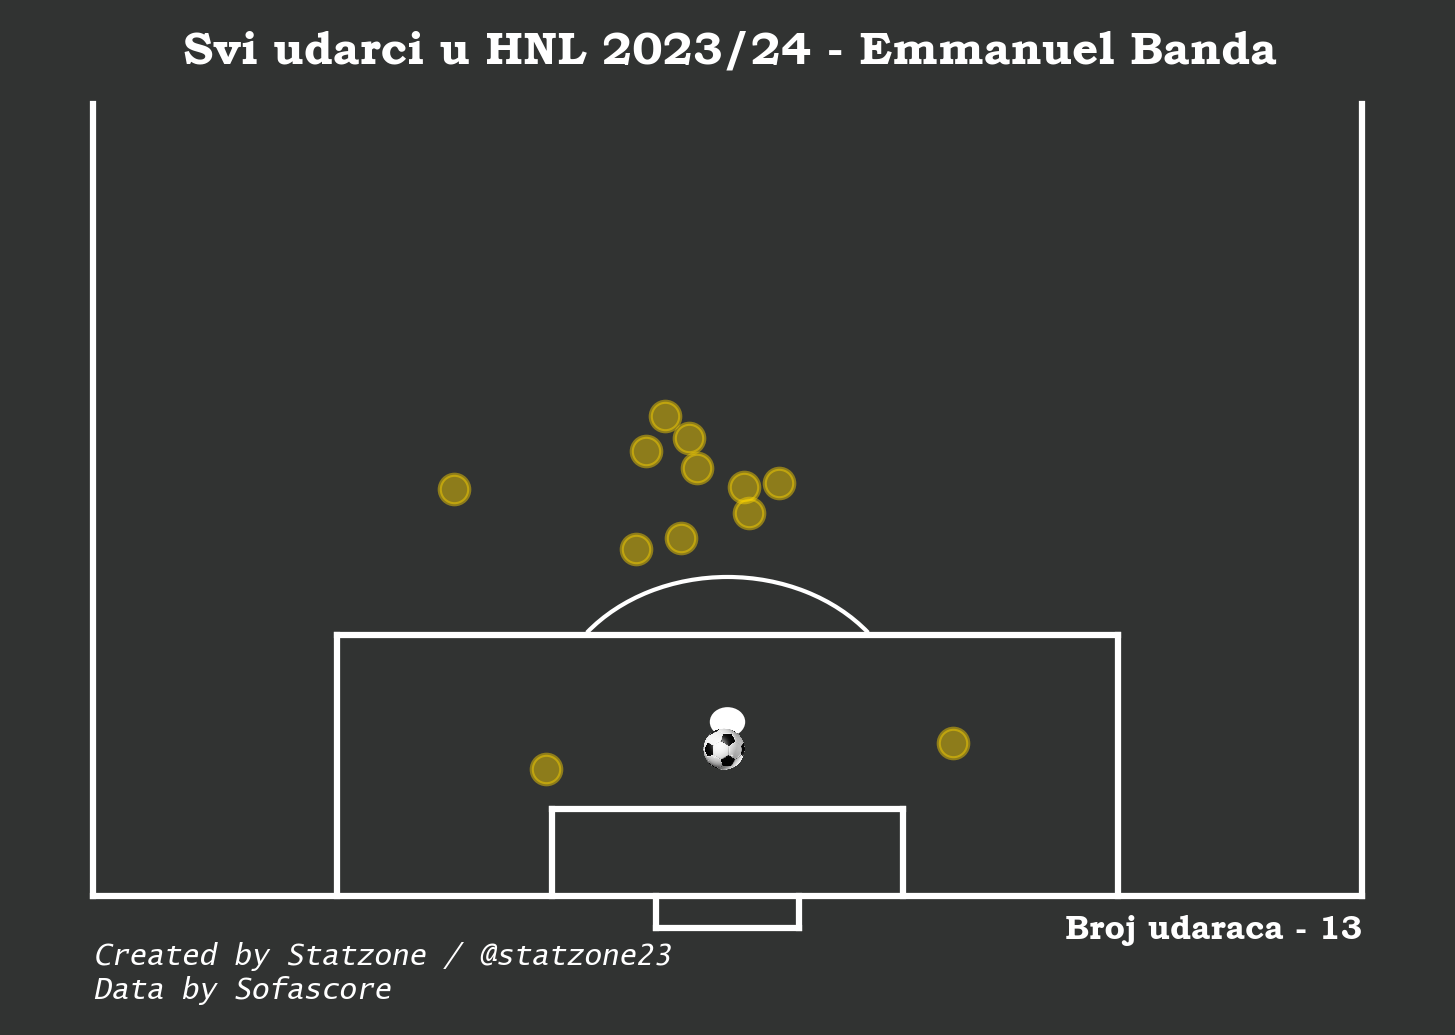 Svi udarci u HNL 2023/24 - Emmanuel Banda
Broj udaraca - 13
Created by Statzone / @statzone23
Data by Sofascore